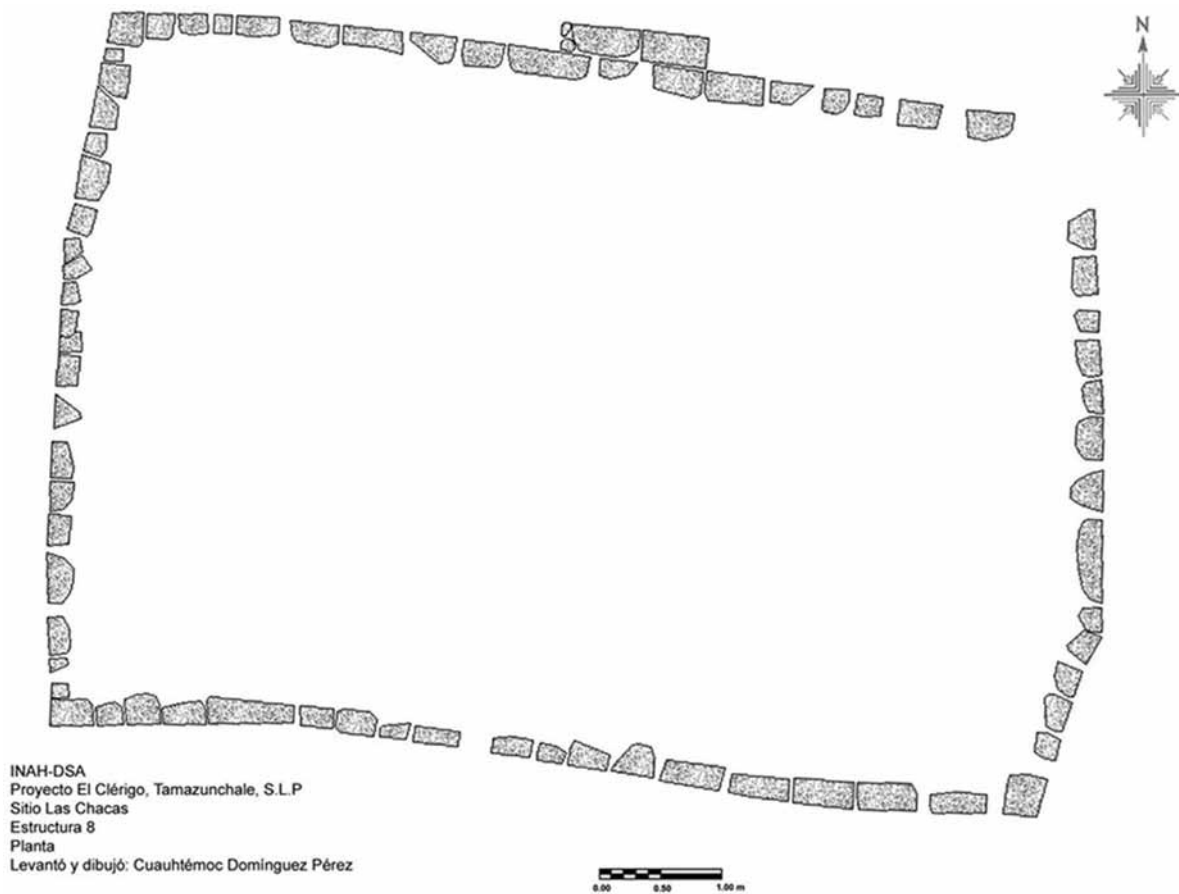 N
INAH-DSA
Proyecto El Clérigo, Tamazunchale, S.L.P
Sitio Las Chacas
Estructura 8
Planta
Levantó y dibujó: Cuauhtémoc Domínguez Pérez
0.00 0.50 1.00 m